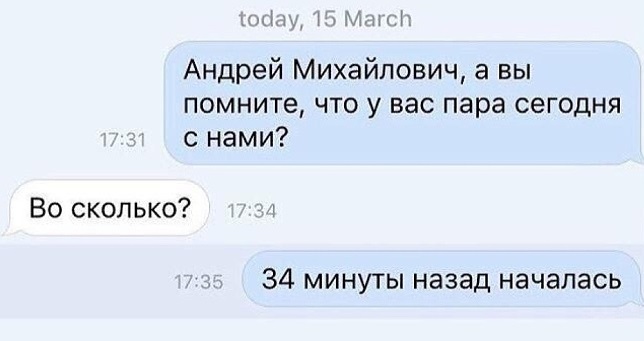 today, 15 March
Андрей Михайлович, а вы
помните, что у вас пара сегодня
с нами?
17:31
Во сколько?
17:34
17:35
34 минуты назад началась